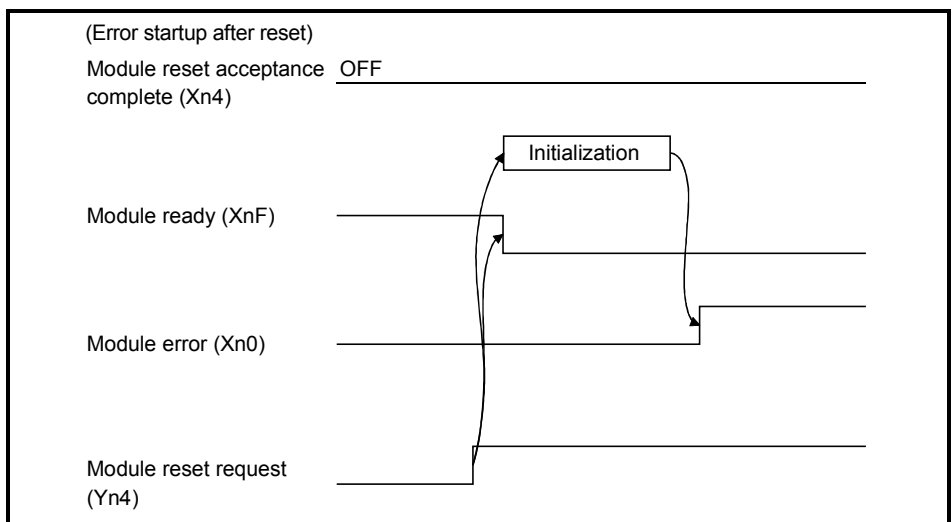 (Error startup after reset)
Module reset acceptance OFF
complete (Xn4)
Initialization
Module ready (XnF)
Module error (Xn0)
Module reset request
(Yn4)